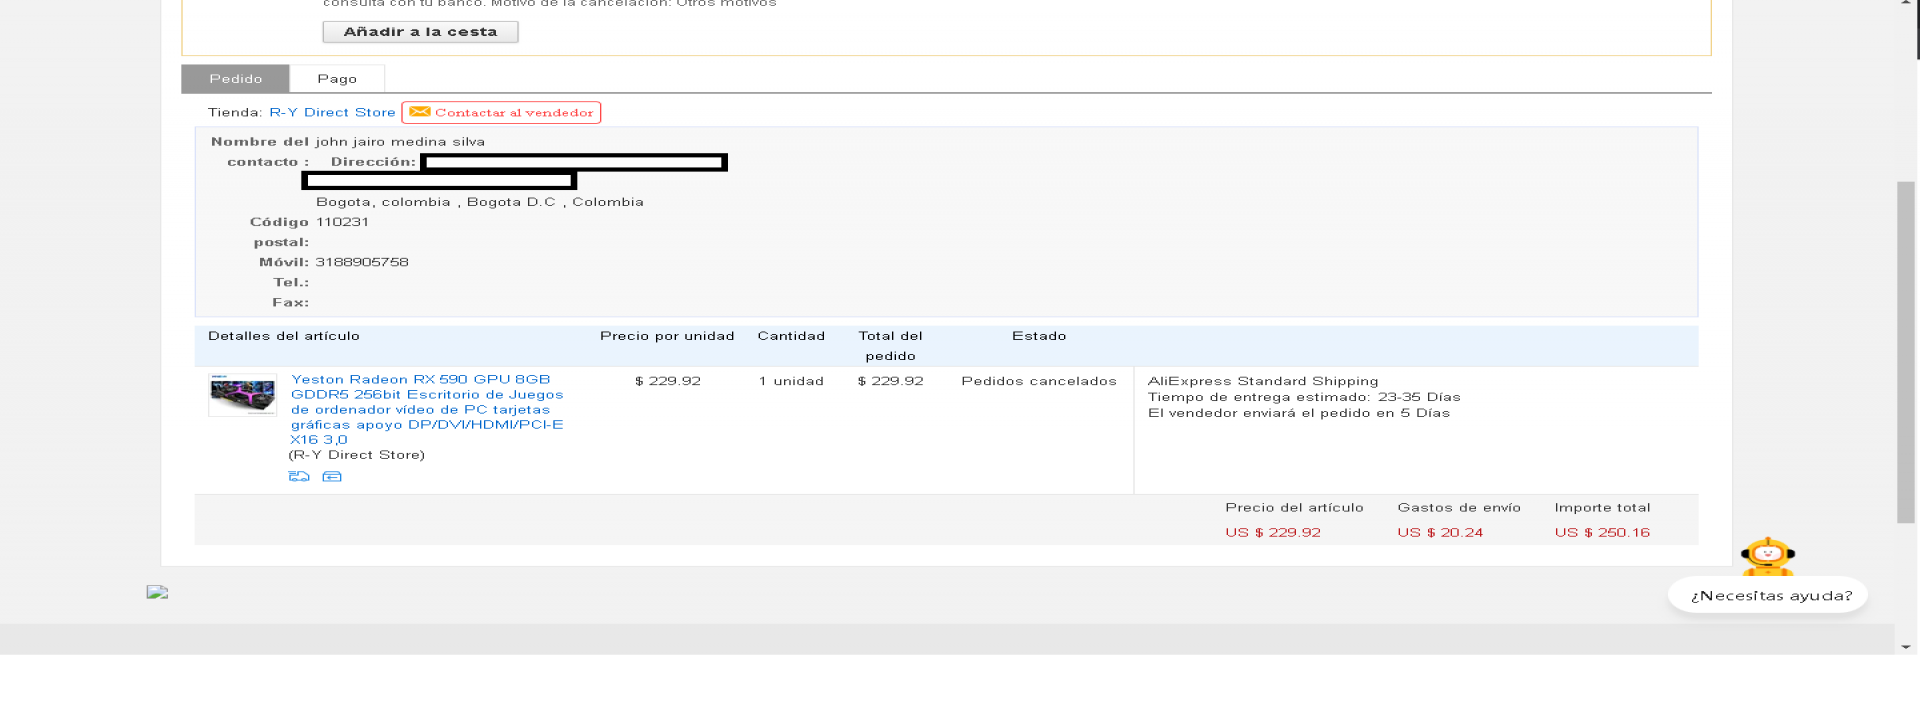 consulta con tu banco. Motivo de la cancelación: Otros motivos
Añadir a la cesta
Pedido Pago
Tienda: R-Y Direct Store Contactar al vendedor
Nombre del contacto : john jairo medina silva
Dirección:
Bogota, colombia , Bogota D.C , Colombia
Código postal: 110231
Móvil: 3188905758
Tel.:
Fax:
Detalles del artículo Precio por unidad Cantidad Total del pedido Estado
Yeston Radeon RX 590 GPU 8GB
GDDR5 256bit Escritorio de Juegos
de ordenador vídeo de PC tarjetas
gráficas apoyo DP/DVI/HDMI/PCI-E
X16 3,0
(R-Y Direct Store)
$ 229.92 1 unidad $ 229.92 Pedidos cancelados
AliExpress Standard Shipping
Tiempo de entrega estimado: 23-35 Días
El vendedor enviará el pedido en 5 Días
Precio del artículo Gastos de envío Importe total
US $ 229.92 US $ 20.24 US $ 250.16
¿Necesitas ayuda?